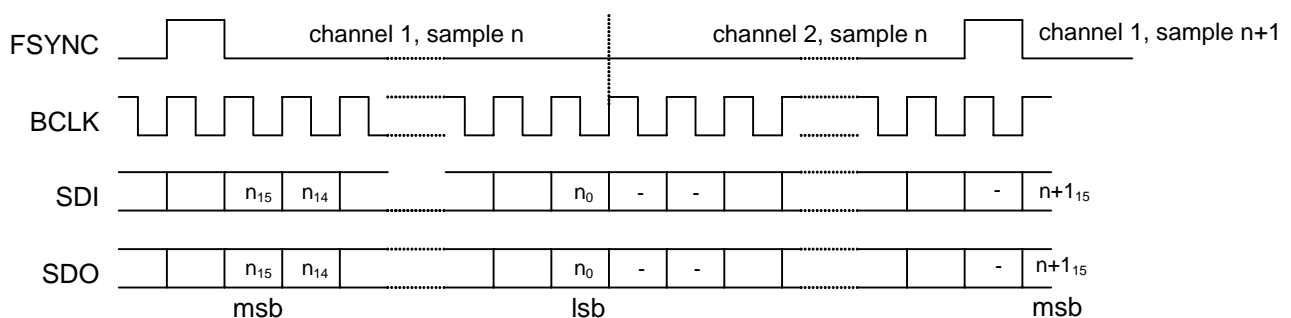 FSYNC channel 1, sample n channel 2, sample n channel 1, sample n+1
BCLK
SDI n₁₅ n₁₄ n₀ - - - n+1₁₅
SDO n₁₅ n₁₄ n₀ - - - n+1₁₅
msb lsb msb